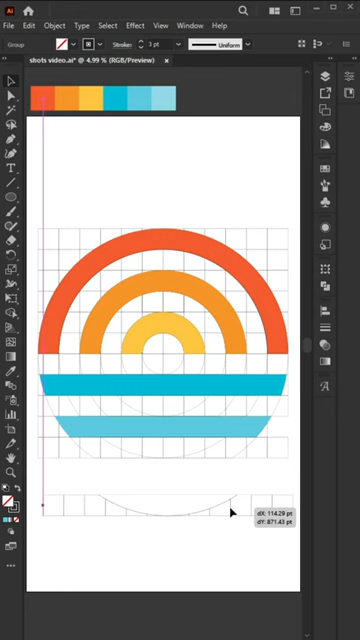 Ai
File Edit Object Type Select Effect View Window
Group Stroke: 3 pt Uniform
shots video.ai* @ 4.99 % (RGB/Preview) ×
T
A
dX: 114.29 pt
dY: 871.43 pt